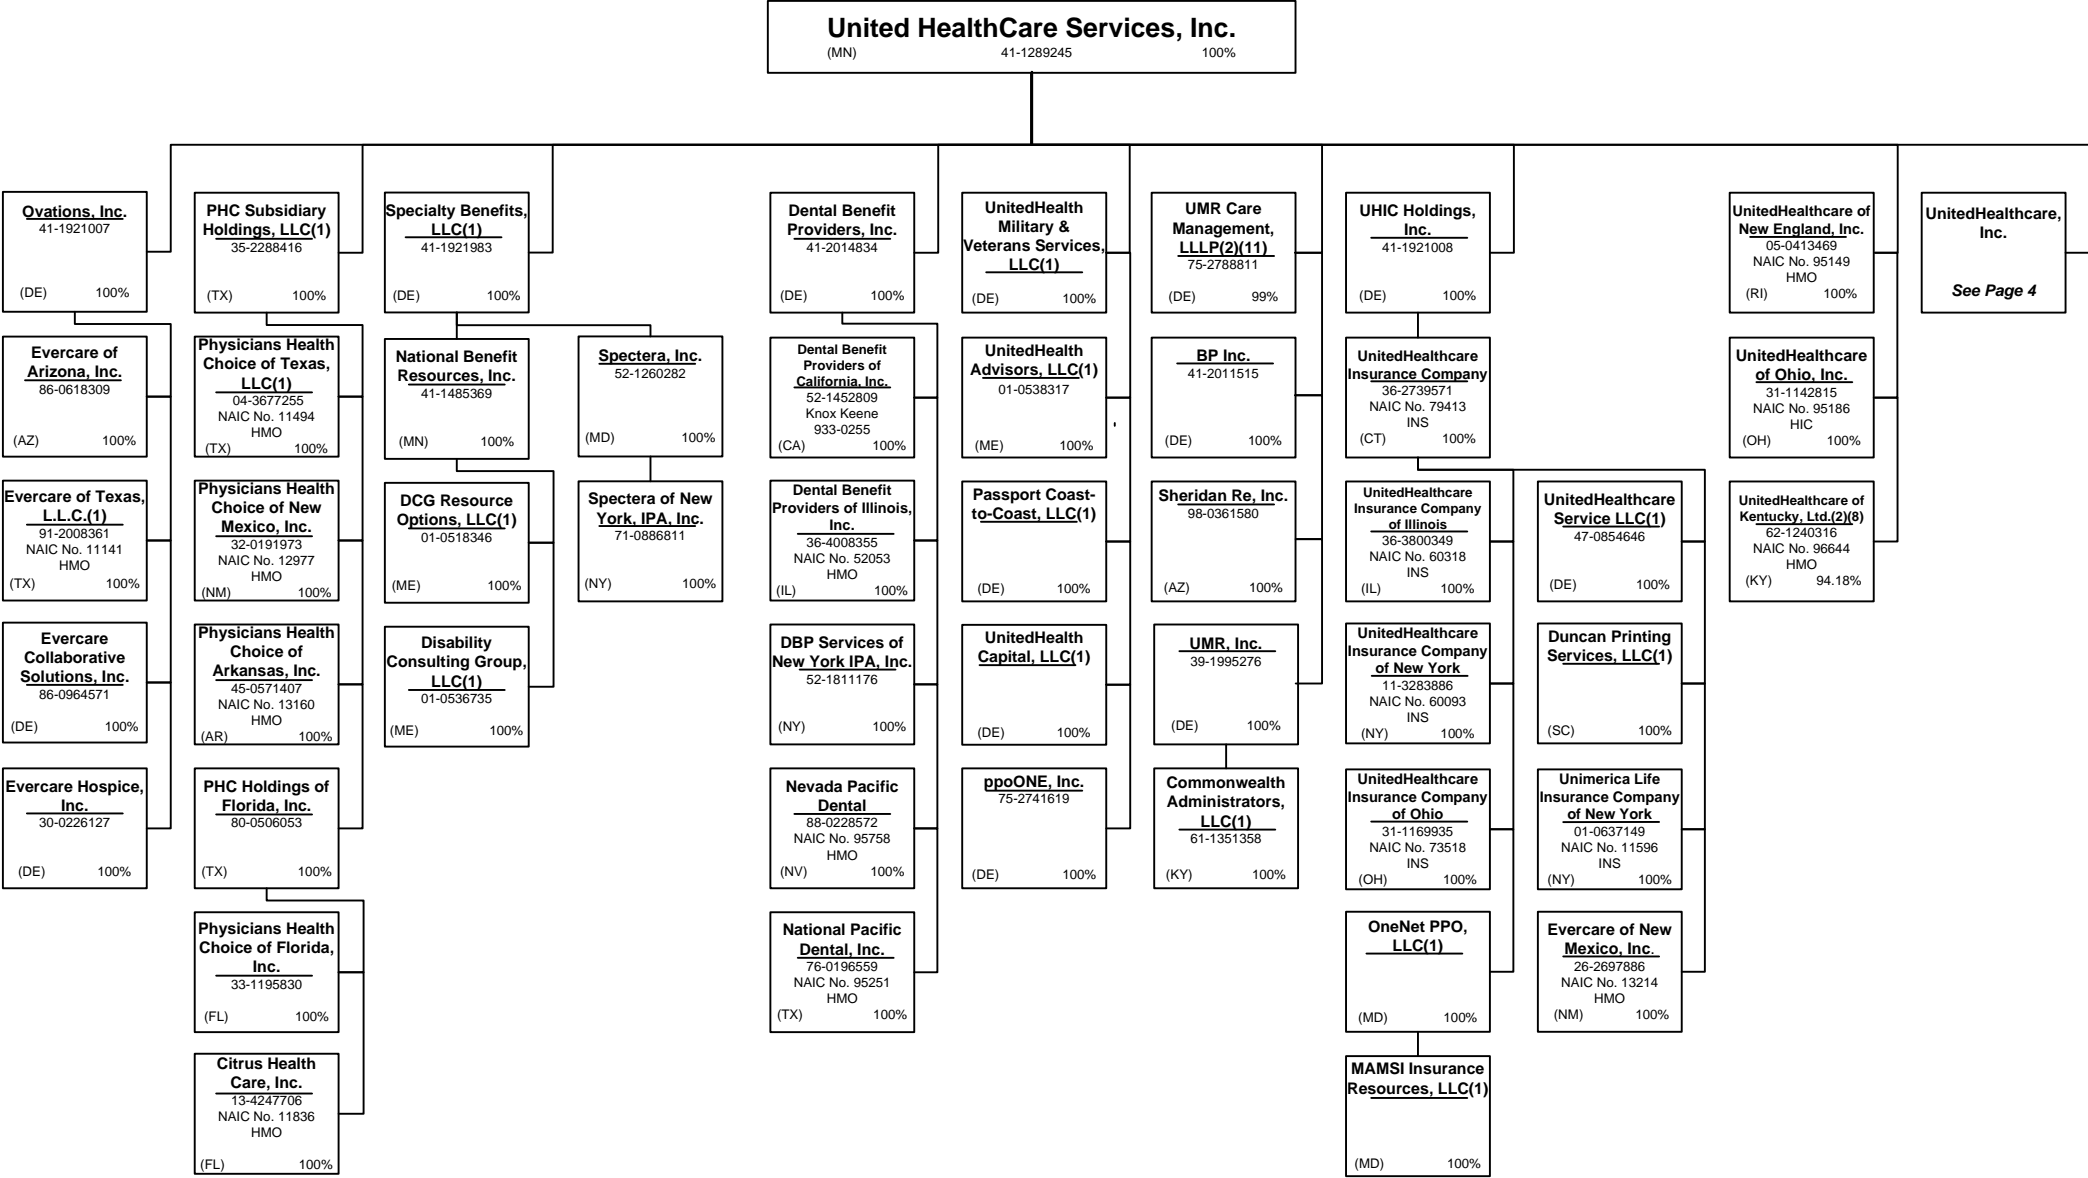 United HealthCare Services, Inc.
(MN) 41-1289245 100%
Ovations, Inc.
41-1921007
(DE) 100%
Evercare of
Arizona, Inc.
86-0618309
(AZ) 100%
Evercare of Texas,
L.L.C.(1)
91-2008361
NAIC No. 11141
HMO
(TX) 100%
Evercare
Collaborative
Solutions, Inc.
86-0964571
(DE) 100%
Evercare Hospice,
Inc.
30-0226127
(DE) 100%
PHC Subsidiary
Holdings, LLC(1)
35-2288416
(TX) 100%
Physicians Health
Choice of Texas,
LLC(1)
04-3677255
NAIC No. 11494
HMO
(TX) 100%
Physicians Health
Choice of New
Mexico, Inc.
32-0191973
NAIC No. 12977
HMO
(NM) 100%
Physicians Health
Choice of
Arkansas, Inc.
45-0571407
NAIC No. 13160
HMO
(AR) 100%
PHC Holdings of
Florida, Inc.
80-0506053
(TX) 100%
Physicians Health
Choice of Florida,
Inc.
33-1195830
(FL) 100%
Citrus Health
Care, Inc.
13-4247706
NAIC No. 11836
HMO
(FL) 100%
Specialty Benefits,
LLC(1)
41-1921983
(DE) 100%
National Benefit
Resources, Inc.
41-1485369
(MN) 100%
DCG Resource
Options, LLC(1)
01-0518346
(ME) 100%
Disability
Consulting Group,
LLC(1)
01-0536735
(ME) 100%
Spectera, Inc.
52-1260282
(MD) 100%
Spectera of New
York, IPA, Inc.
71-0886811
(NY) 100%
Dental Benefit
Providers, Inc.
41-2014834
(DE) 100%
Dental Benefit
Providers of
California, Inc.
52-1452809
Knox Keene
933-0255
(CA) 100%
Dental Benefit
Providers of Illinois,
Inc.
36-4008355
NAIC No. 52053
HMO
(IL) 100%
DBP Services of
New York IPA, Inc.
52-1811176
(NY) 100%
Nevada Pacific
Dental
88-0228572
NAIC No. 95758
HMO
(NV) 100%
National Pacific
Dental, Inc.
76-0196559
NAIC No. 95251
HMO
(TX) 100%
UnitedHealth
Military &
Veterans Services,
LLC(1)
(DE) 100%
UnitedHealth
Advisors, LLC(1)
01-0538317
(ME) 100%
Passport Coast-
to-Coast, LLC(1)
(DE) 100%
UnitedHealth
Capital, LLC(1)
(DE) 100%
ppoONE, Inc.
75-2741619
(DE) 100%
UMR Care
Management,
LLLP(2)(11)
75-2788811
(DE) 99%
BP Inc.
41-2011515
(DE) 100%
Sheridan Re, Inc.
98-0361580
(AZ) 100%
UMR, Inc.
39-1995276
(DE) 100%
Commonwealth
Administrators,
LLC(1)
61-1351358
(KY) 100%
UHIC Holdings,
Inc.
41-1921008
(DE) 100%
UnitedHealthcare
Insurance Company
36-2739571
NAIC No. 79413
INS
(CT) 100%
UnitedHealthcare
Insurance Company
of Illinois
36-3800349
NAIC No. 60318
INS
(IL) 100%
UnitedHealthcare
Insurance Company
of New York
11-3283886
NAIC No. 60093
INS
(NY) 100%
UnitedHealthcare
Insurance Company
of Ohio
31-1169935
NAIC No. 73518
INS
(OH) 100%
OneNet PPO,
LLC(1)
(MD) 100%
MAMSI Insurance
Resources, LLC(1)
(MD) 100%
UnitedHealthcare
Service LLC(1)
47-0854646
(DE) 100%
Duncan Printing
Services, LLC(1)
(SC) 100%
Unimerica Life
Insurance Company
of New York
01-0637149
NAIC No. 11596
INS
(NY) 100%
Evercare of New
Mexico, Inc.
26-2697886
NAIC No. 13214
HMO
(NM) 100%
UnitedHealthcare of
New England, Inc.
05-0413469
NAIC No. 95149
HMO
(RI) 100%
UnitedHealthcare
of Ohio, Inc.
31-1142815
NAIC No. 95186
HIC
(OH) 100%
UnitedHealthcare of
Kentucky, Ltd.(2)(8)
62-1240316
NAIC No. 96644
HMO
(KY) 94.18%
UnitedHealthcare,
Inc.
See Page 4